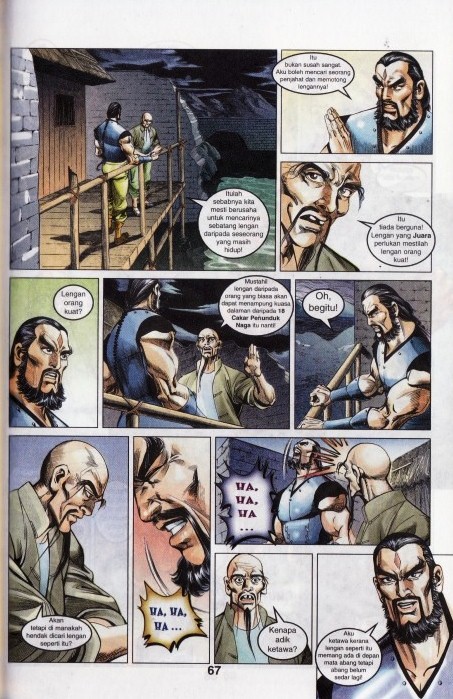 Itulah
sebabnya kita
mesti berusaha
untuk mencarinya
sebatang lengan
daripada seseorang
yang masih
hidup!
Itu
bukan susah sangat.
Aku boleh mencari seorang
penjahat dan memotong
lengannya!
Itu
tiada berguna!
Lengan yang Juara
perlukan mestilah
lengan orang
kuat!
Lengan
orang
kuat?
Mustahil
lengan daripada
orang yang biasa akan
dapat menampung kuasa
dalaman daripada 18
Cakar Penunduk
Naga itu nanti!
Oh,
begitu!
Akan
tetapi di manakah
hendak dicari lengan
seperti itu?
HA, HA,
HA ...
HA,
HA,
HA
...
Kenapa
adik
ketawa?
Aku
ketawa kerana
lengan seperti itu
memang ada di depan
mata abang tetapi
abang belum
sedar lagi!
67